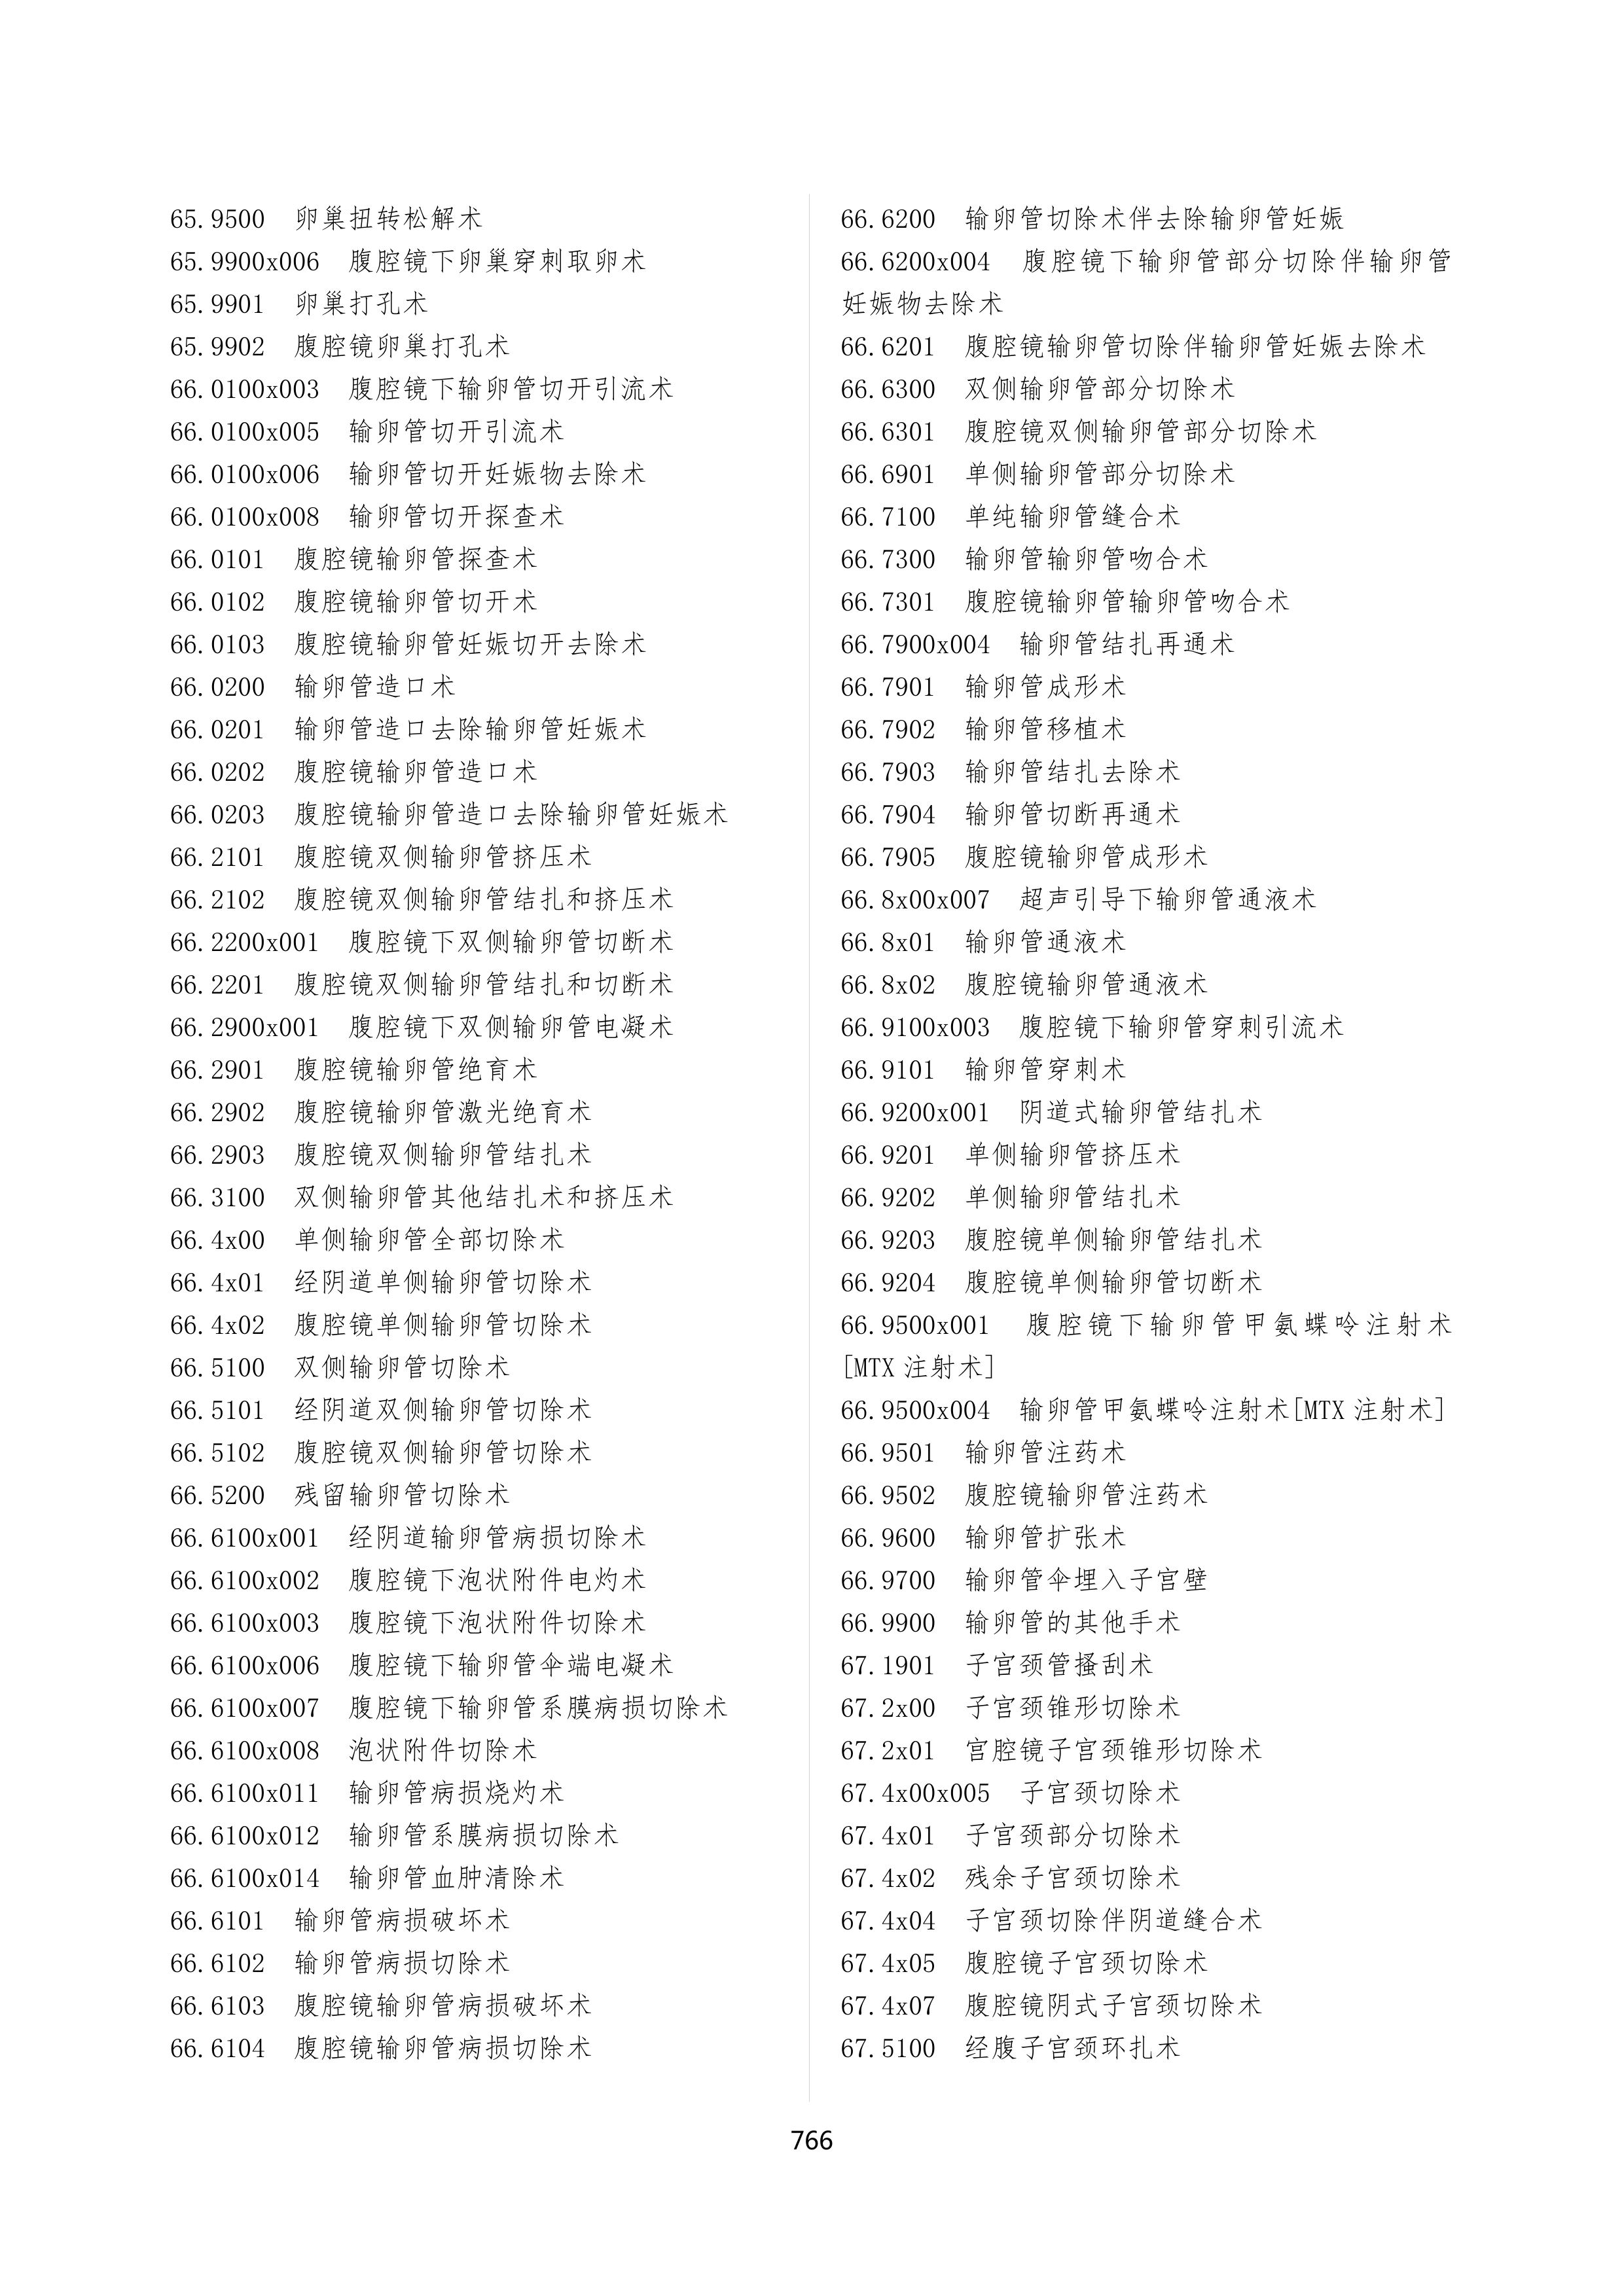 65.9500 卵巢扭转松解术
65.9900x006 腹腔镜下卵巢穿刺取卵术
65.9901 卵巢打孔术
65.9902 腹腔镜卵巢打孔术
66.0100x003 腹腔镜下输卵管切开引流术
66.0100x005 输卵管切开引流术
66.0100x006 输卵管切开妊娠物去除术
66.0100x008 输卵管切开探查术
66.0101 腹腔镜输卵管探查术
66.0102 腹腔镜输卵管切开术
66.0103 腹腔镜输卵管妊娠切开去除术
66.0200 输卵管造口术
66.0201 输卵管造口去除输卵管妊娠术
66.0202 腹腔镜输卵管造口术
66.0203 腹腔镜输卵管造口去除输卵管妊娠术
66.2101 腹腔镜双侧输卵管挤压术
66.2102 腹腔镜双侧输卵管结扎和挤压术
66.2200x001 腹腔镜下双侧输卵管切断术
66.2201 腹腔镜双侧输卵管结扎和切断术
66.2900x001 腹腔镜下双侧输卵管电凝术
66.2901 腹腔镜输卵管绝育术
66.2902 腹腔镜输卵管激光绝育术
66.2903 腹腔镜双侧输卵管结扎术
66.3100 双侧输卵管其他结扎术和挤压术
66.4x00 单侧输卵管全部切除术
66.4x01 经阴道单侧输卵管切除术
66.4x02 腹腔镜单侧输卵管切除术
66.5100 双侧输卵管切除术
66.5101 经阴道双侧输卵管切除术
66.5102 腹腔镜双侧输卵管切除术
66.5200 残留输卵管切除术
66.6100x001 经阴道输卵管病损切除术
66.6100x002 腹腔镜下泡状附件电灼术
66.6100x003 腹腔镜下泡状附件切除术
66.6100x006 腹腔镜下输卵管伞端电凝术
66.6100x007 腹腔镜下输卵管系膜病损切除术
66.6100x008 泡状附件切除术
66.6100x011 输卵管病损烧灼术
66.6100x012 输卵管系膜病损切除术
66.6100x014 输卵管血肿清除术
66.6101 输卵管病损破坏术
66.6102 输卵管病损切除术
66.6103 腹腔镜输卵管病损破坏术
66.6104 腹腔镜输卵管病损切除术
66.6200 输卵管切除术伴去除输卵管妊娠
66.6200x004 腹腔镜下输卵管部分切除伴输卵管
妊娠物去除术
66.6201 腹腔镜输卵管切除伴输卵管妊娠去除术
66.6300 双侧输卵管部分切除术
66.6301 腹腔镜双侧输卵管部分切除术
66.6901 单侧输卵管部分切除术
66.7100 单纯输卵管缝合术
66.7300 输卵管输卵管吻合术
66.7301 腹腔镜输卵管输卵管吻合术
66.7900x004 输卵管结扎再通术
66.7901 输卵管成形术
66.7902 输卵管移植术
66.7903 输卵管结扎去除术
66.7904 输卵管切断再通术
66.7905 腹腔镜输卵管成形术
66.8x00x007 超声引导下输卵管通液术
66.8x01 输卵管通液术
66.8x02 腹腔镜输卵管通液术
66.9100x003 腹腔镜下输卵管穿刺引流术
66.9101 输卵管穿刺术
66.9200x001 阴道式输卵管结扎术
66.9201 单侧输卵管挤压术
66.9202 单侧输卵管结扎术
66.9203 腹腔镜单侧输卵管结扎术
66.9204 腹腔镜单侧输卵管切断术
66.9500x001 腹腔镜下输卵管甲氨蝶呤注射术
[MTX 注射术]
66.9500x004 输卵管甲氨蝶呤注射术[MTX 注射术]
66.9501 输卵管注药术
66.9502 腹腔镜输卵管注药术
66.9600 输卵管扩张术
66.9700 输卵管伞埋入子宫壁
66.9900 输卵管的其他手术
67.1901 子宫颈管搔刮术
67.2x00 子宫颈锥形切除术
67.2x01 宫腔镜子宫颈锥形切除术
67.4x00x005 子宫颈切除术
67.4x01 子宫颈部分切除术
67.4x02 残余子宫颈切除术
67.4x04 子宫颈切除伴阴道缝合术
67.4x05 腹腔镜子宫颈切除术
67.4x07 腹腔镜阴式子宫颈切除术
67.5100 经腹子宫颈环扎术
766